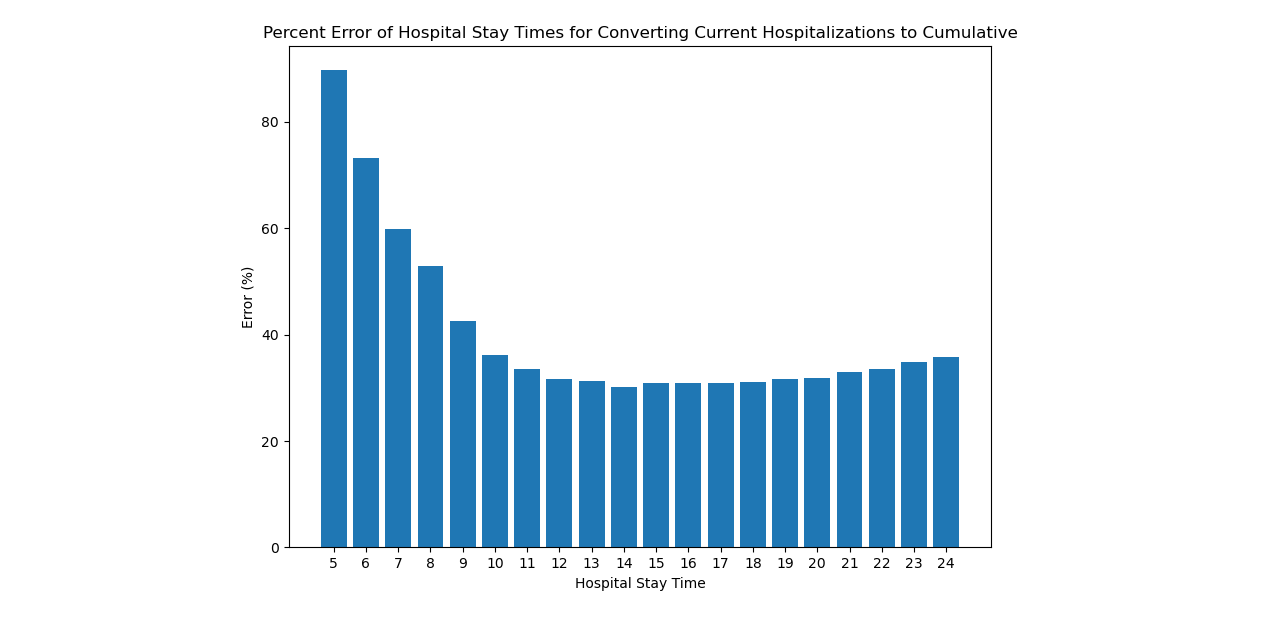 Percent Error of Hospital Stay Times for Converting Current Hospitalizations to Cumulative
80
60
40
20
0
Error (%)
5 6 7 8 9 10 11 12 13 14 15 16 17 18 19 20 21 22 23 24
Hospital Stay Time